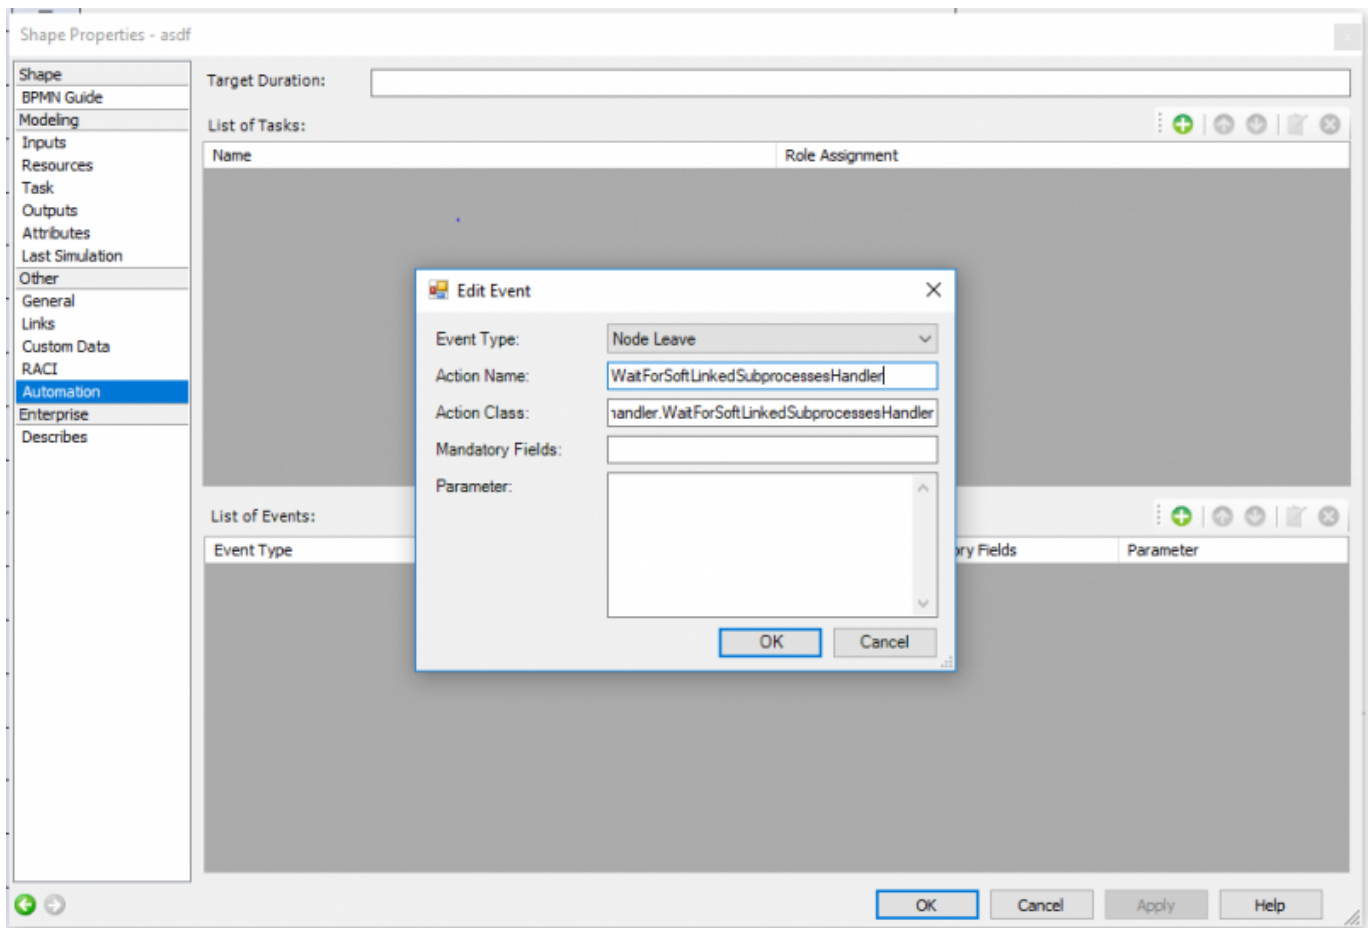 Shape Properties - asdf
Shape
BPMN Guide
Modeling
Inputs
Resources
Task
Outputs
Attributes
Last Simulation
Other
General
Links
Custom Data
RACI
Automation
Enterprise
Describes
Target Duration:
List of Tasks:
Name Role Assignment
Edit Event
Event Type: Node Leave
Action Name: WaitForSoftLinkedSubprocessesHandler
Action Class: handler.WaitForSoftLinkedSubprocessesHandler
Mandatory Fields:
Parameter:
OK Cancel
List of Events:
Event Type ory Fields Parameter
OK Cancel Apply Help